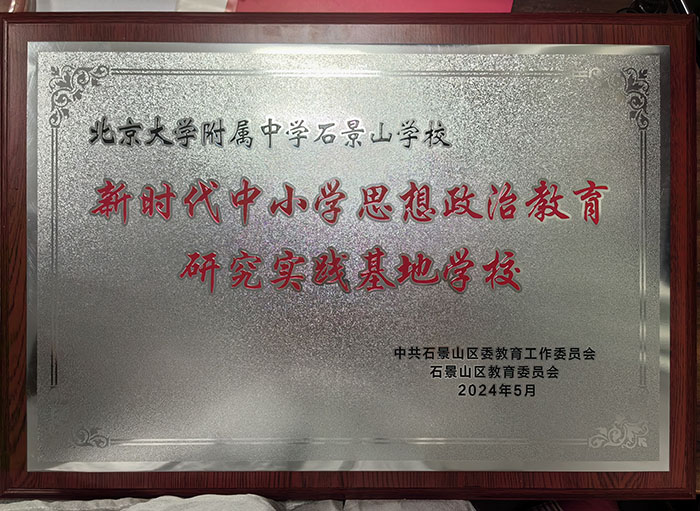 北京大学附属中学石景山学校
新时代中小学思想政治教育
研究实践基地学校
中共石景山区委教育工作委员会
石景山区教育委员会
2024年5月